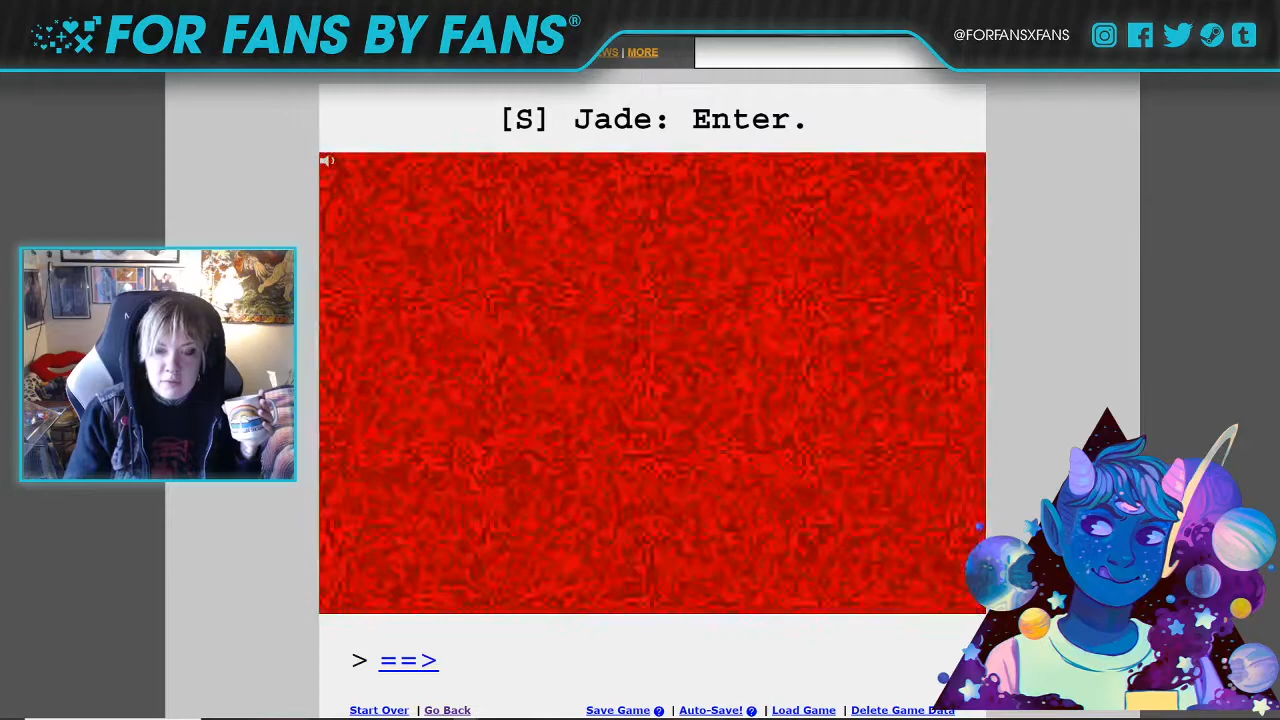 FOR FANS BY FANS®
WS | MORE
@FORFANSXFANS
[S] Jade: Enter.
> ==>
Start Over | Go Back
Save Game ? | Auto-Save! ? | Load Game | Delete Game Data